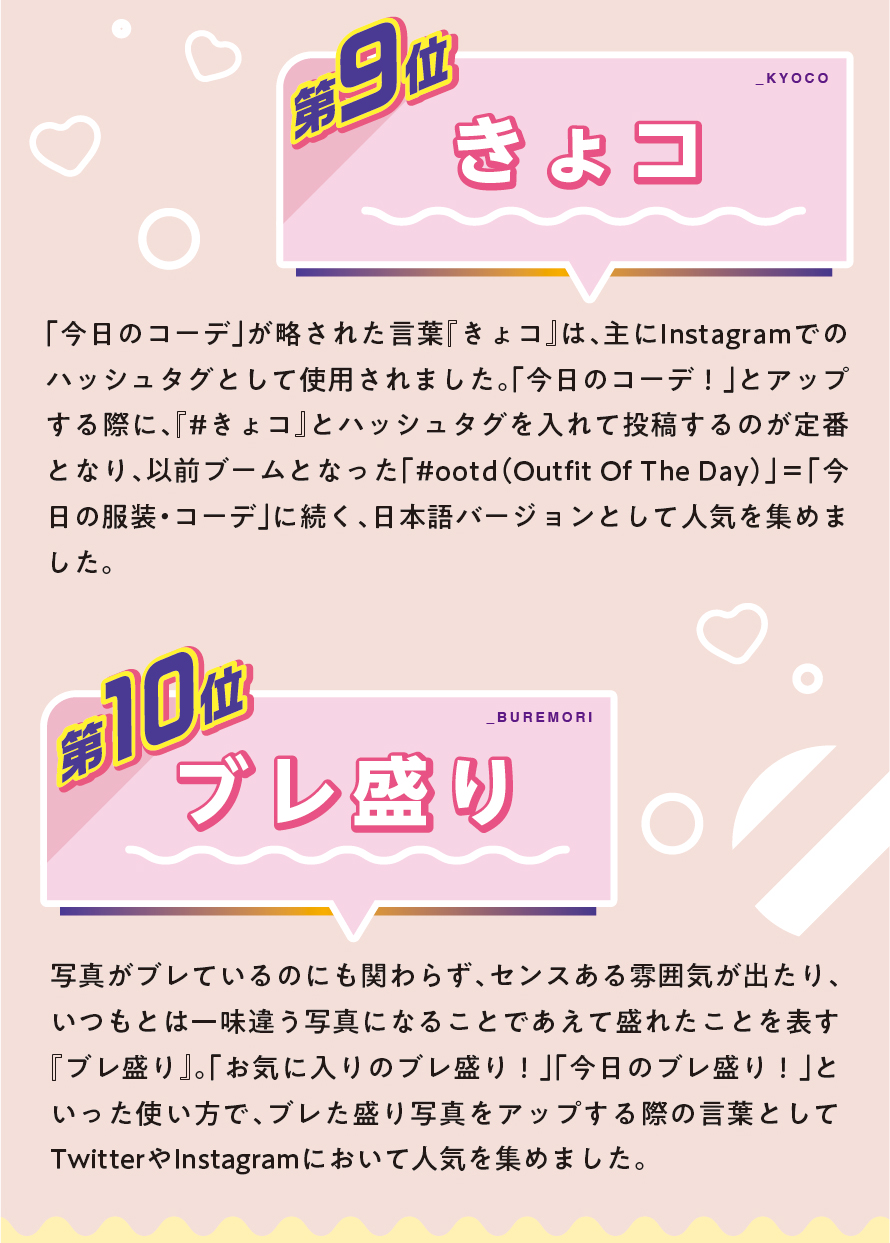 第9位
_KYOCO
きょコ
「今日のコーデ」が略された言葉『きょコ』は、主にInstagramでの
ハッシュタグとして使用されました。「今日のコーデ！」とアップ
する際に、『#きょコ』とハッシュタグを入れて投稿するのが定番
となり、以前ブームとなった「#ootd（Outfit Of The Day）」＝「今
日の服装・コーデ」に続く、日本語バージョンとして人気を集めま
した。
第10位
_BUREMORI
ブレ盛り
写真がブレているのにも関わらず、センスある雰囲気が出たり、
いつもとは一味違う写真になることであえて盛れたことを表す
『ブレ盛り』。「お気に入りのブレ盛り！」「今日のブレ盛り！」と
いった使い方で、ブレた盛り写真をアップする際の言葉として
TwitterやInstagramにおいて人気を集めました。